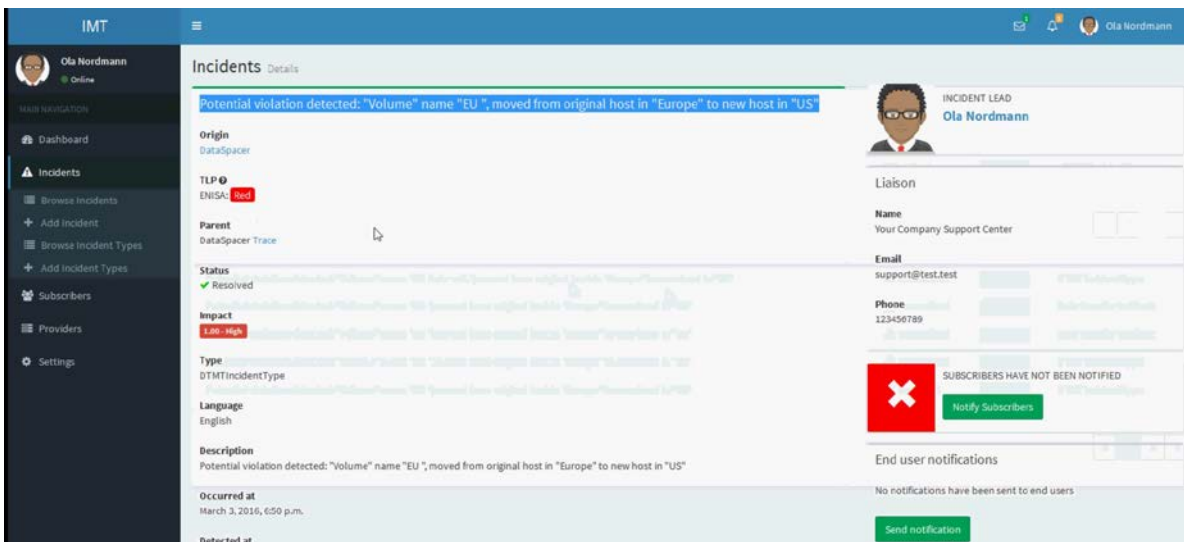 IMT
Ola Nordmann
Ola Nordmann
Online
MAIN NAVIGATION
Dashboard
Incidents
Browse Incidents
Add Incident
Browse Incident Types
Add Incident Types
Subscribers
Providers
Settings
Incidents Details
Potential violation detected: "Volume" name "EU ", moved from original host in "Europe" to new host in "US"
Origin
DataSpacer
TLP
ENISA: Red
Parent
DataSpacer Trace
Status
Resolved
Impact
1.00 - High
Type
DTMTIncidentType
Language
English
Description
Potential violation detected: "Volume" name "EU ", moved from original host in "Europe" to new host in "US"
Occurred at
March 3, 2016, 6:50 p.m.
Detected at
INCIDENT LEAD
Ola Nordmann
Liaison
Name
Your Company Support Center
Email
support@test.test
Phone
123456789
SUBSCRIBERS HAVE NOT BEEN NOTIFIED
Notify Subscribers
End user notifications
No notifications have been sent to end users
Send notification